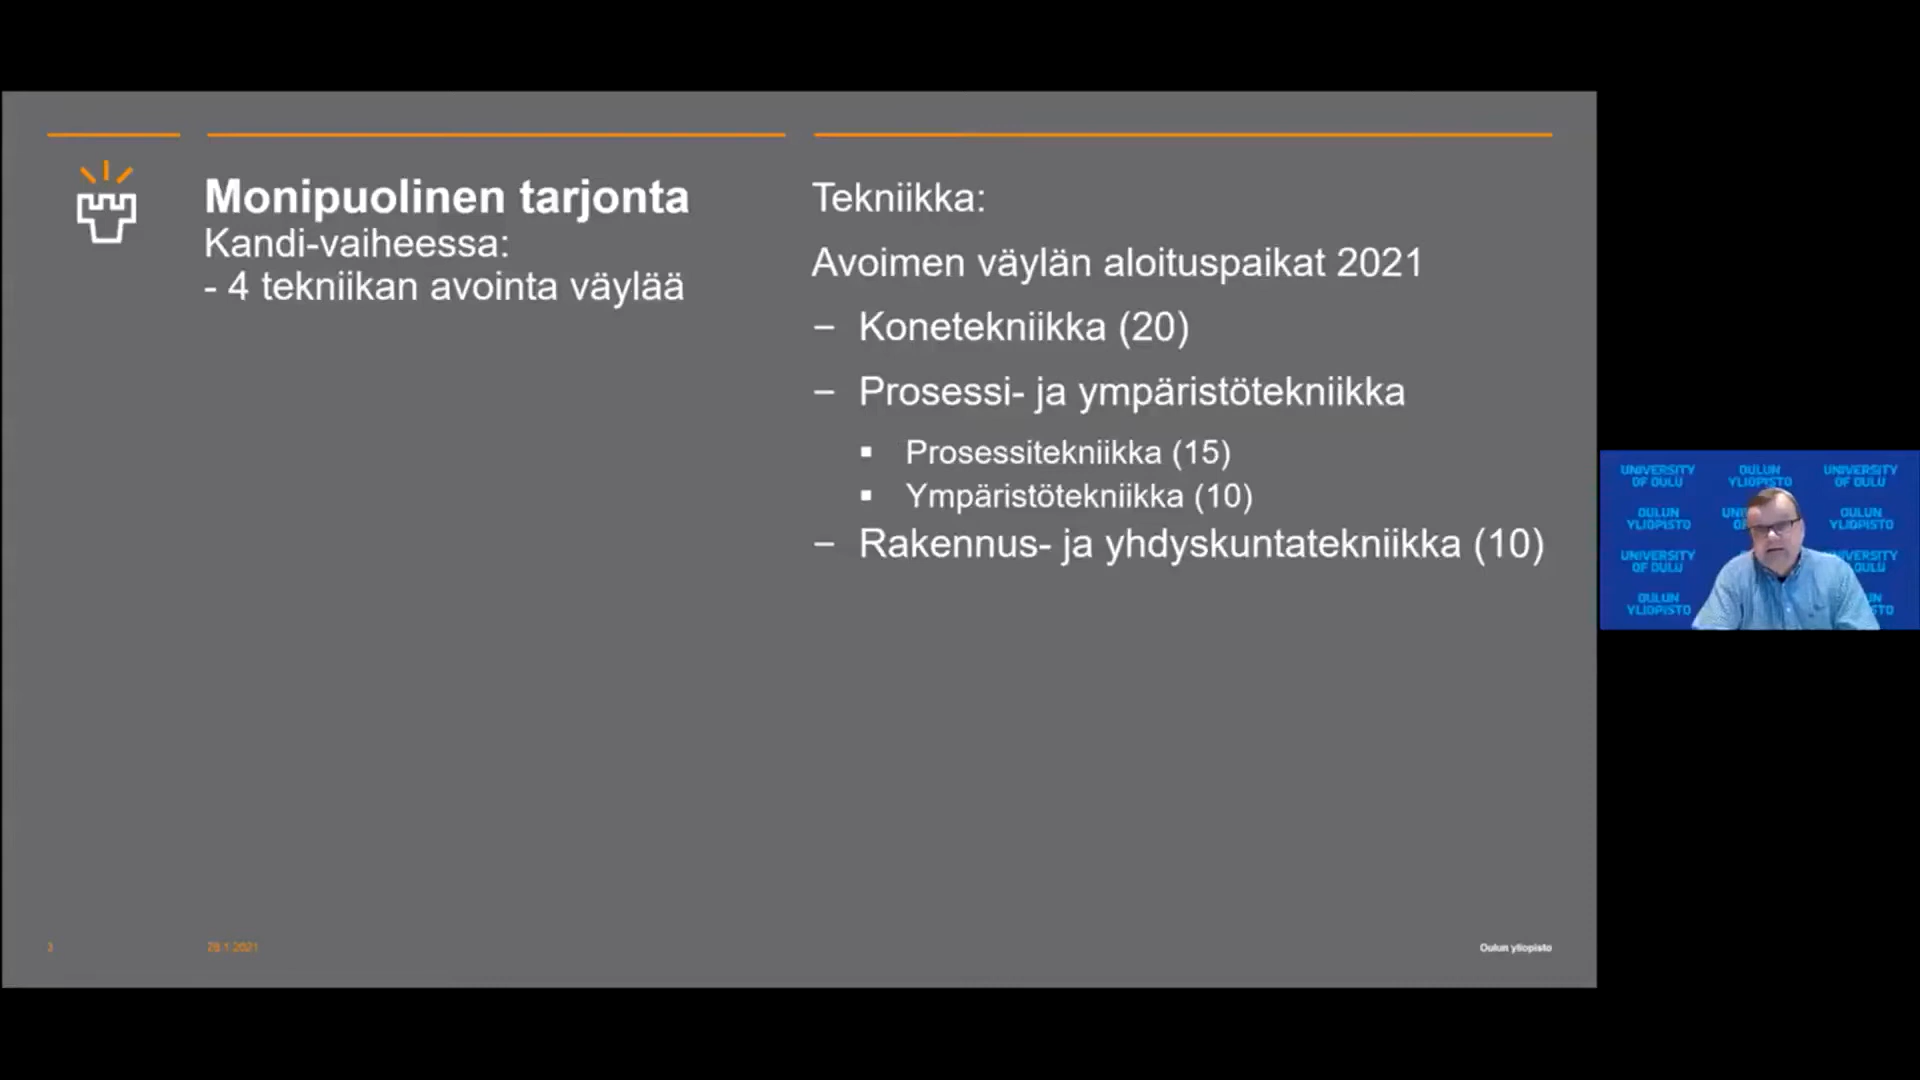 Monipuolinen tarjonta
Kandi-vaiheessa:
- 4 tekniikan avointa väylää
Tekniikka:
Avoimen väylän aloituspaikat 2021
– Konetekniikka (20)
– Prosessi- ja ympäristötekniikka
▪ Prosessitekniikka (15)
▪ Ympäristötekniikka (10)
– Rakennus- ja yhdyskuntatekniikka (10)
3
Oulun yliopisto
UNIVERSITY
OF OULU
OULUN
YLIOPISTO
UNIVERSITY
OF OULU
OULUN
YLIOPISTO
OULUN
YLIOPISTO
UNIVERSITY
OF OULU
OULUN
YLIOPISTO